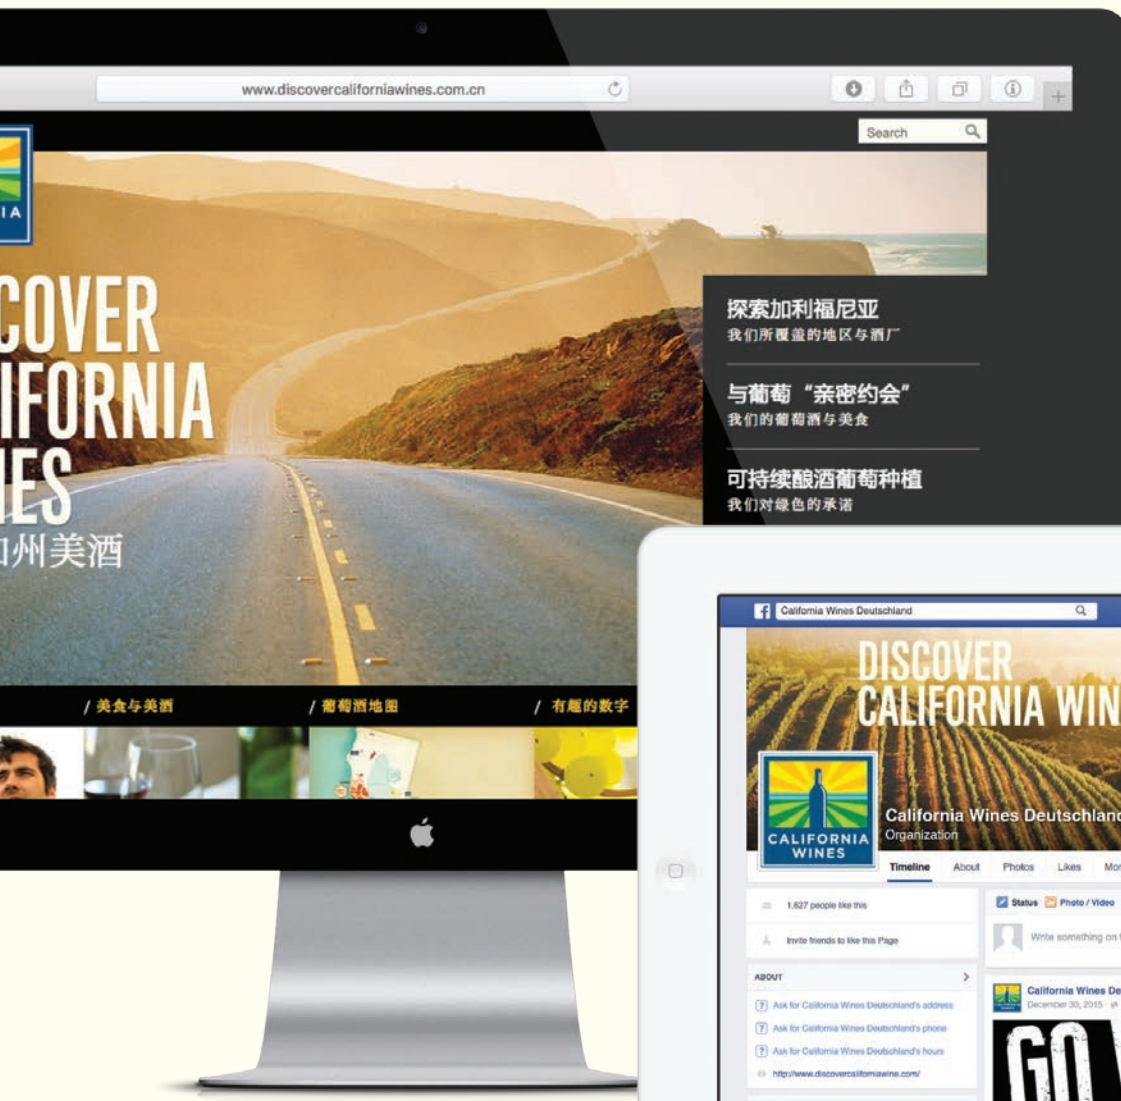 www.discovercaliforniawines.com.cn
Search
IA
COVER
IFORNIA
NES
州美酒
探索加利福尼亚
我们所覆盖的地区与酒厂
与葡萄“亲密约会”
我们的葡萄酒与美食
可持续酿酒葡萄种植
我们对绿色的承诺
/ 美食与美酒
/ 葡萄酒地图
/ 有趣的数字
California Wines Deutschland
DISCOVER
CALIFORNIA WIN
CALIFORNIA
WINES
California Wines Deutschland
Organization
Timeline About Photos Likes Mor
1,627 people like this
Invite friends to like this Page
Status Photo / Video
Write something on
ABOUT
Ask for California Wines Deutschland's address
Ask for California Wines Deutschland's phone
Ask for California Wines Deutschland's hours
http://www.discovercaliforniawine.com/
California Wines De
December 30, 2015
GO